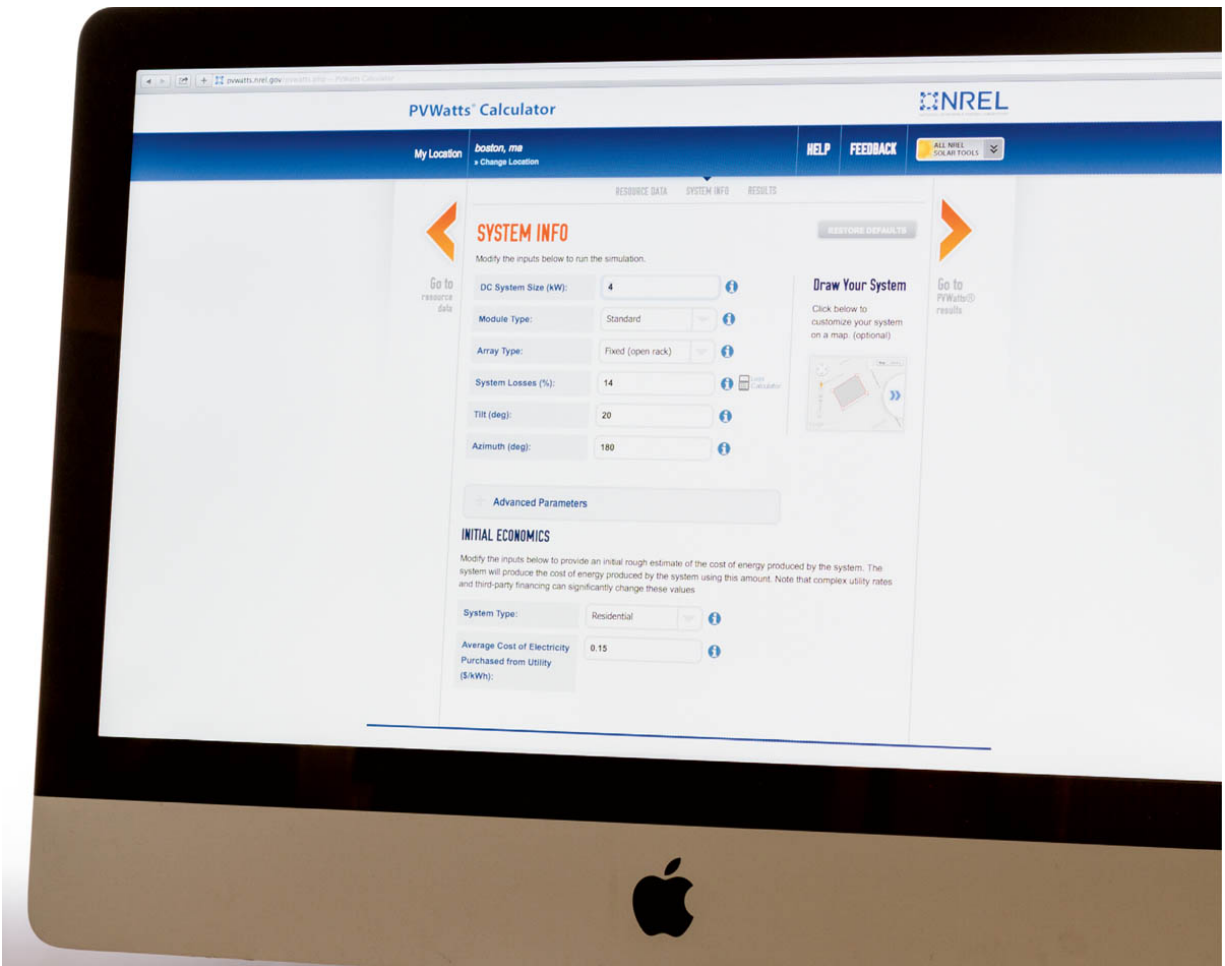 pvwatts.nrel.gov/pvwatts.php — PVWatts Calculator
PVWatts® Calculator
NREL
My Location
boston, ma
» Change Location
HELP
FEEDBACK
ALL NREL
SOLAR TOOLS
RESOURCE DATA
SYSTEM INFO
RESULTS
SYSTEM INFO
RESTORE DEFAULTS
Modify the inputs below to run the simulation.
Go to
resource
data
DC System Size (kW):
4
Module Type:
Standard
Array Type:
Fixed (open rack)
System Losses (%):
14
Loss
Calculator
Tilt (deg):
20
Azimuth (deg):
180
Draw Your System
Click below to
customize your system
on a map. (optional)
Go to
PVWatts®
results
Advanced Parameters
INITIAL ECONOMICS
Modify the inputs below to provide an initial rough estimate of the cost of energy produced by the system. The
system will produce the cost of energy produced by the system using this amount. Note that complex utility rates
and third-party financing can significantly change these values
System Type:
Residential
Average Cost of Electricity
Purchased from Utility
($/kWh):
0.15